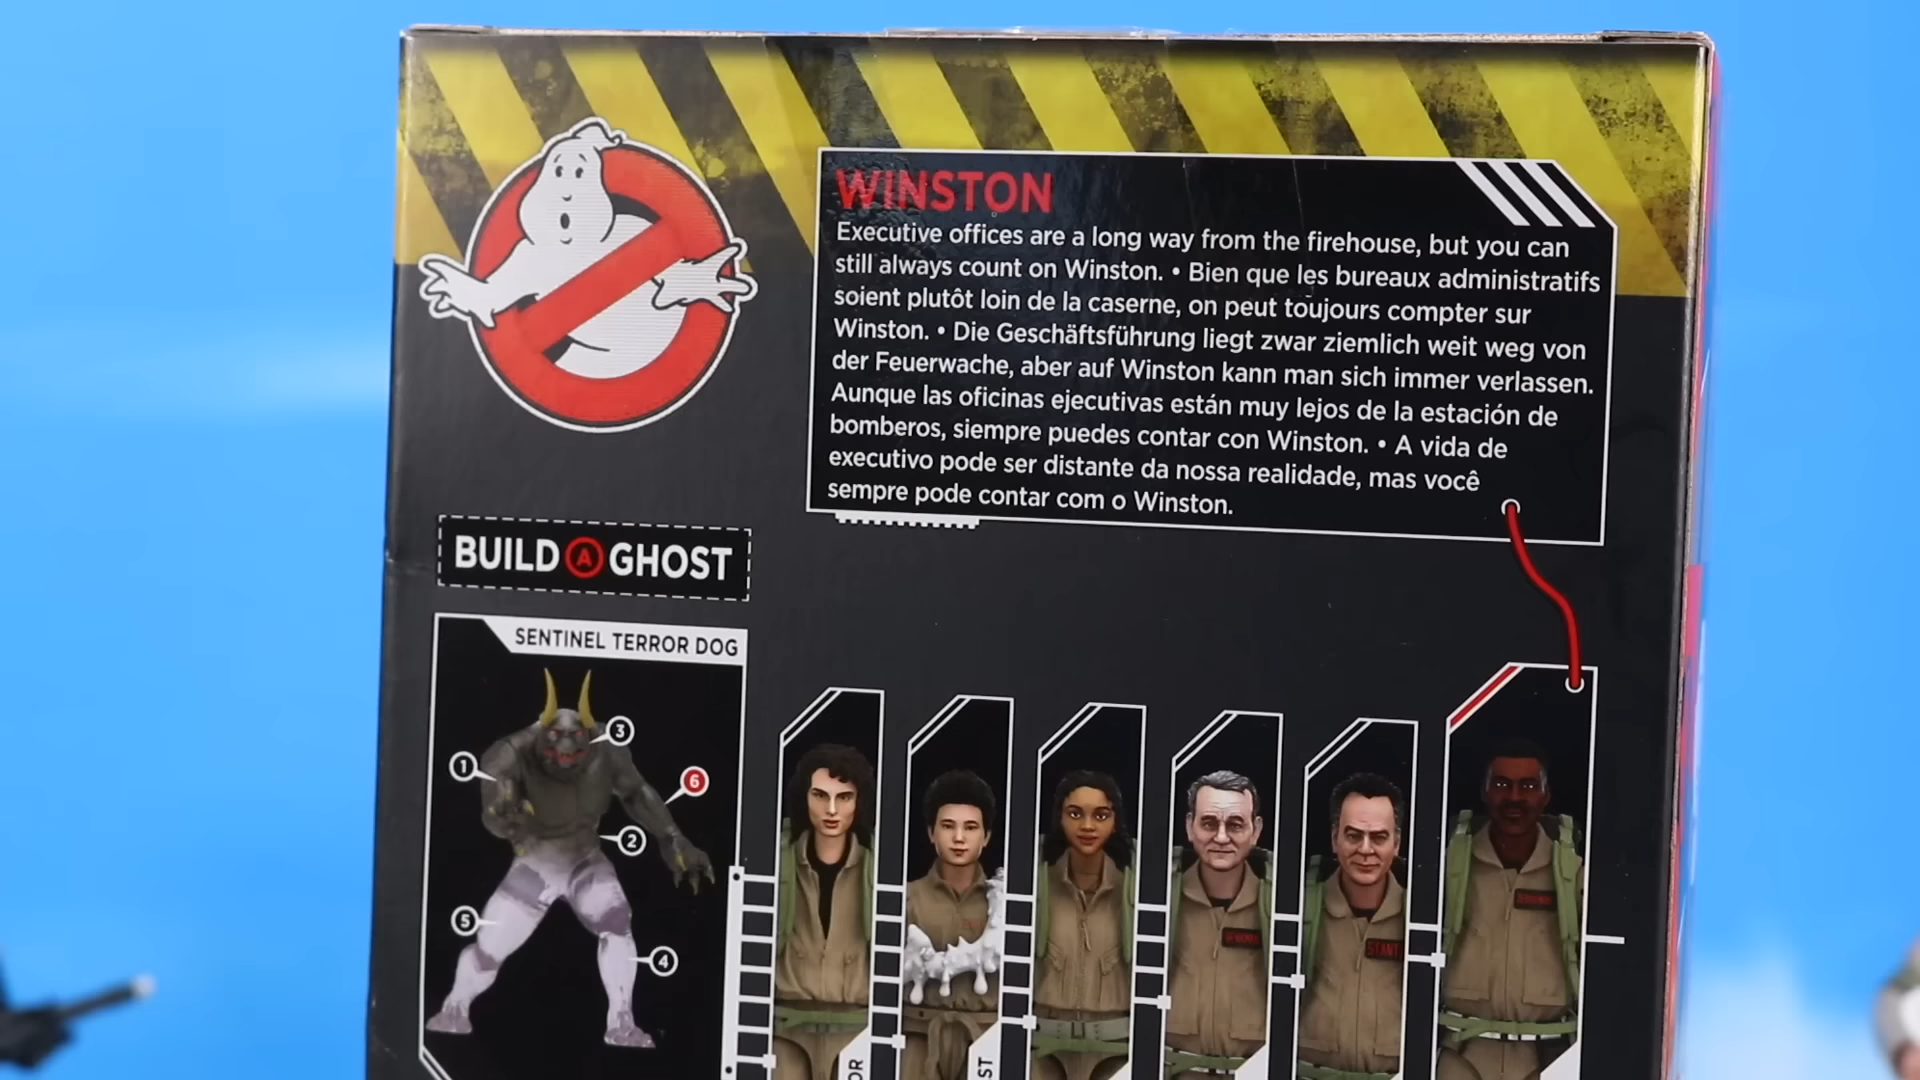 WINSTON
Executive offices are a long way from the firehouse, but you can
still always count on Winston. • Bien que les bureaux administratifs
soient plutôt loin de la caserne, on peut toujours compter sur
Winston. • Die Geschäftsführung liegt zwar ziemlich weit weg von
der Feuerwache, aber auf Winston kann man sich immer verlassen.
Aunque las oficinas ejecutivas están muy lejos de la estación de
bomberos, siempre puedes contar con Winston. • A vida de
executivo pode ser distante da nossa realidade, mas você
sempre pode contar com o Winston.
BUILD A GHOST
SENTINEL TERROR DOG
3
1
6
2
5
4
STANT
OR
ST